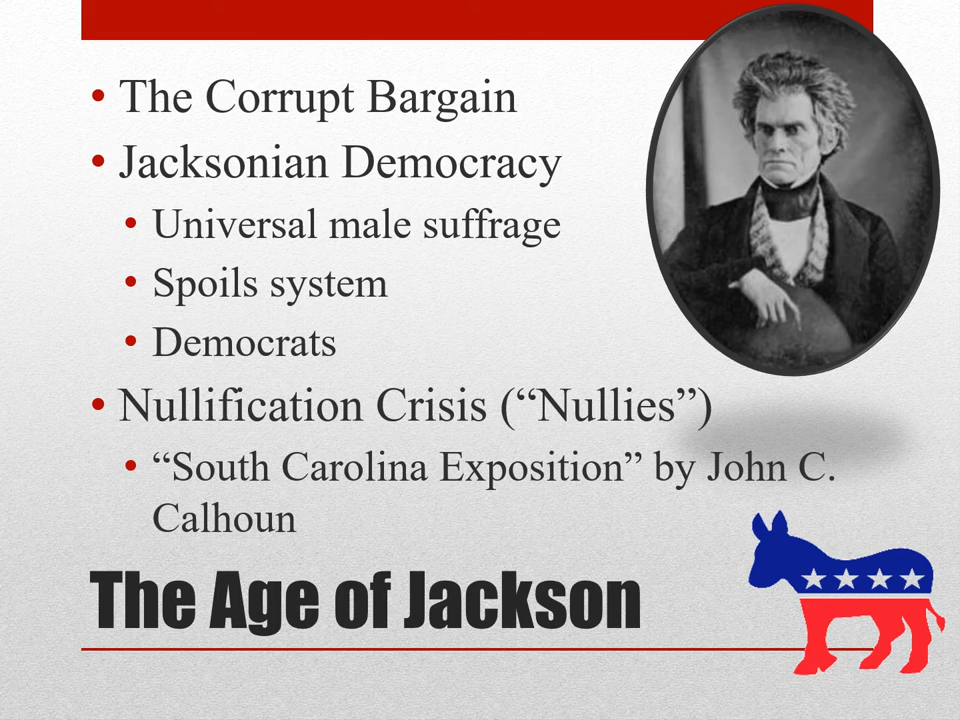 • The Corrupt Bargain
• Jacksonian Democracy
• Universal male suffrage
• Spoils system
• Democrats
• Nullification Crisis (“Nullies”)
• “South Carolina Exposition” by John C.
Calhoun
The Age of Jackson